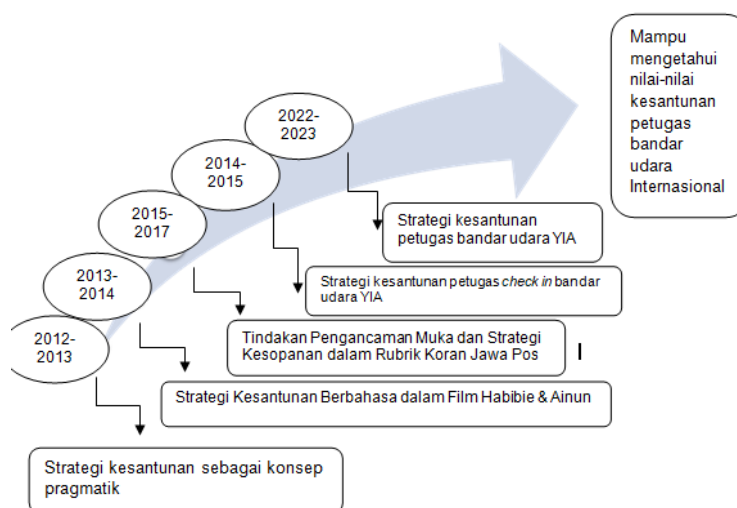 Mampu
mengetahui
nilai-nilai
kesantunan
petugas
bandar
udara
Internasional
2022-
2023
2014-
2015
2015-
2017
2013-
2014
2012-
2013
Strategi kesantunan
petugas bandar udara YIA
Strategi kesantunan petugas check in bandar
udara YIA
Tindakan Pengancaman Muka dan Strategi
Kesopanan dalam Rubrik Koran Jawa Pos
Strategi Kesantunan Berbahasa dalam Film Habibie & Ainun
Strategi kesantunan sebagai konsep
pragmatik